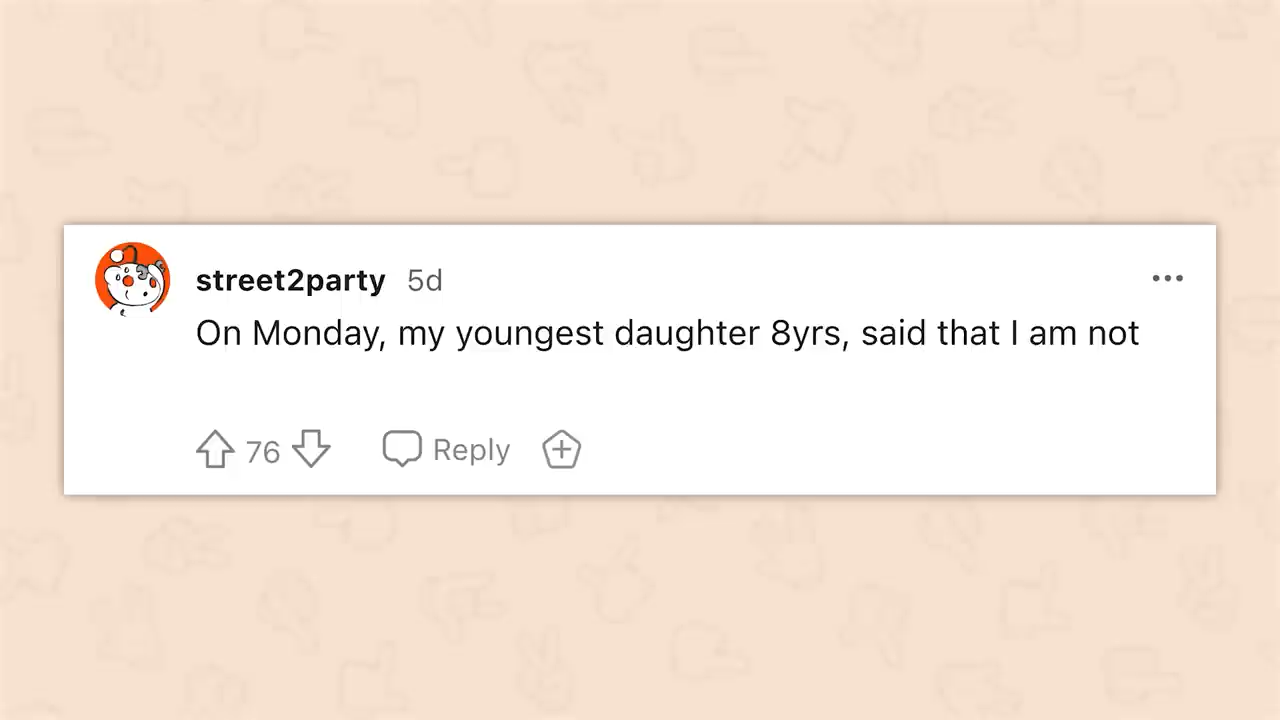 street2party 5d
On Monday, my youngest daughter 8yrs, said that I am not
76 Reply